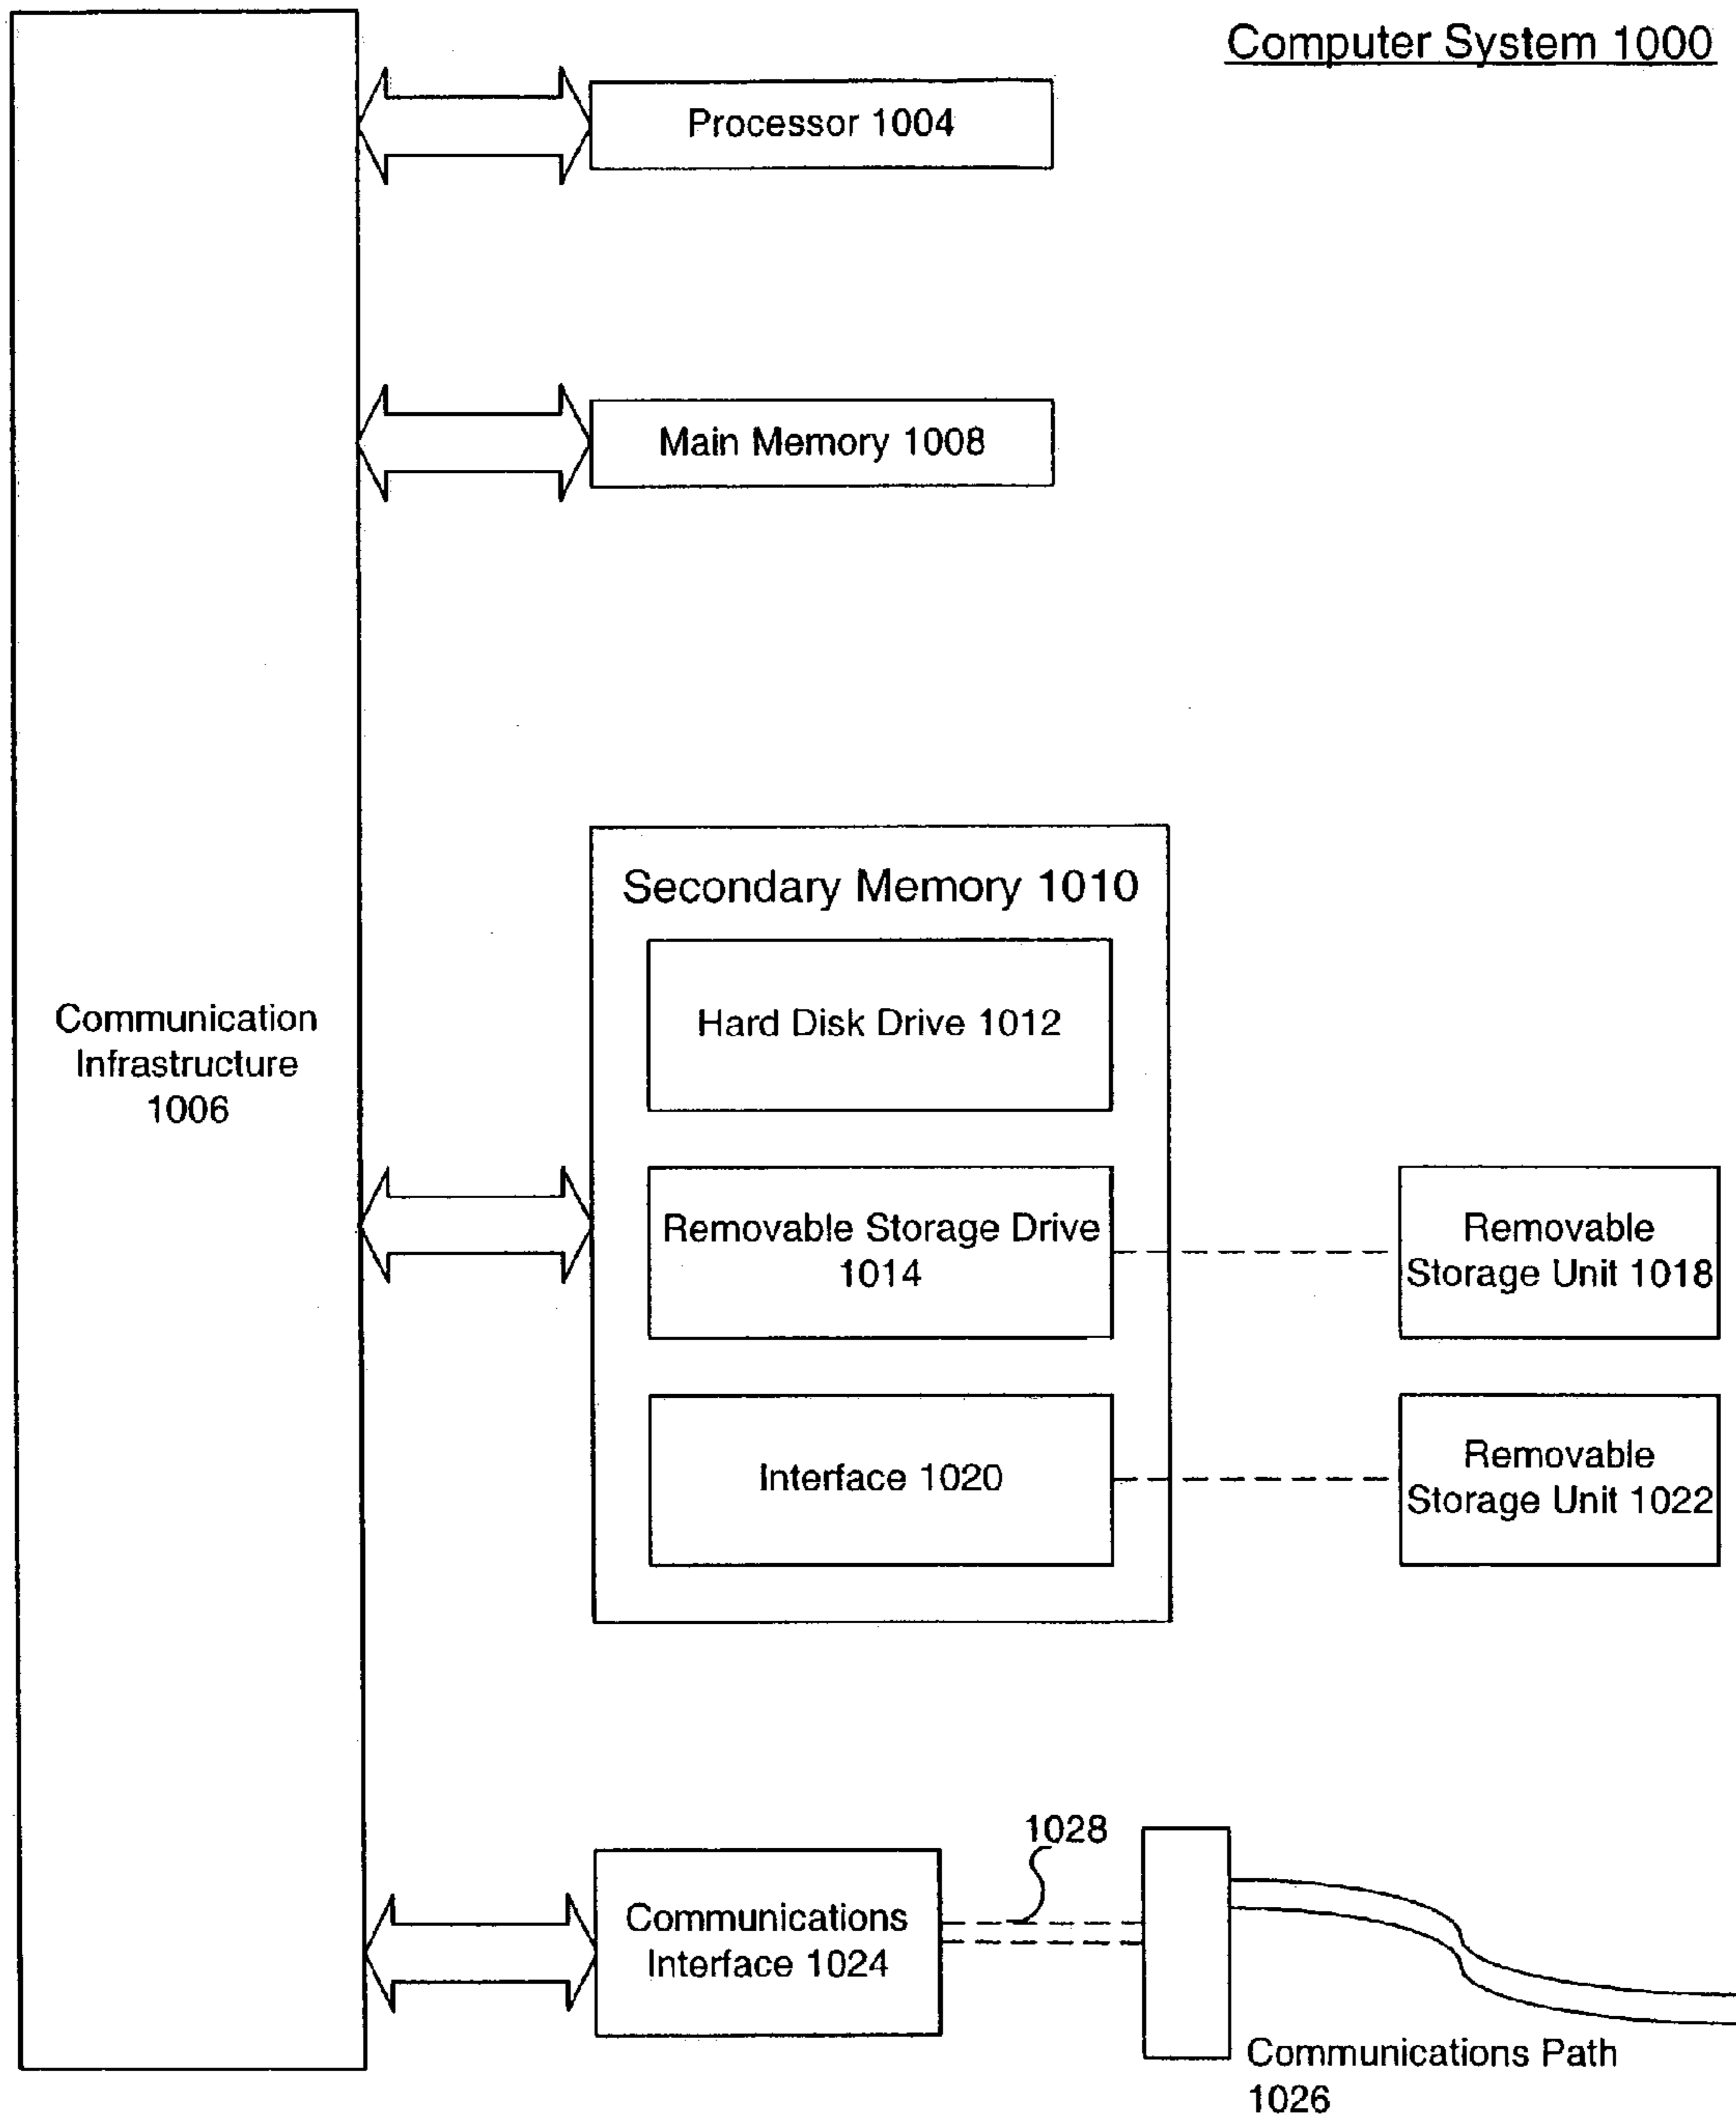 Computer System 1000
Processor 1004
Main Memory 1008
Secondary Memory 1010
Hard Disk Drive 1012
Communication
Infrastructure
1006
Removable Storage Drive
1014
Removable
Storage Unit 1018
Interface 1020
Removable
Storage Unit 1022
1028
Communications
Interface 1024
Communications Path
1026